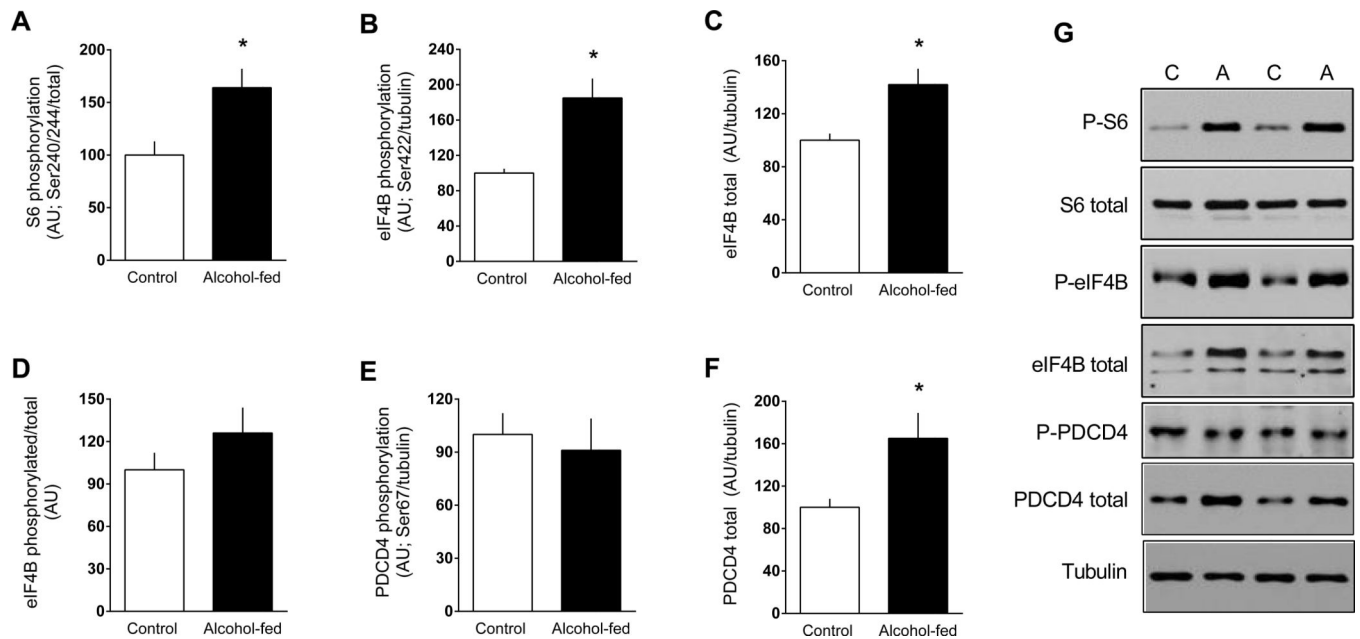 A
S6 phosphorylation
(AU; Ser240/244/total)
200
150
100
50
0
*
Control
Alcohol-fed
B
eIF4B phosphorylation
(AU; Ser422/tubulin)
240
200
160
120
80
40
0
*
Control
Alcohol-fed
C
eIF4B total (AU/tubulin)
160
120
80
40
0
*
Control
Alcohol-fed
G
C A C A
P-S6
S6 total
P-eIF4B
eIF4B total
P-PDCD4
PDCD4 total
Tubulin
D
eIF4B phosphorylated/total
(AU)
150
120
90
60
30
0
Control
Alcohol-fed
E
PDCD4 phosphorylation
(AU; Ser67/tubulin)
120
90
60
30
0
Control
Alcohol-fed
F
PDCD4 total (AU/tubulin)
200
160
120
80
40
0
*
Control
Alcohol-fed